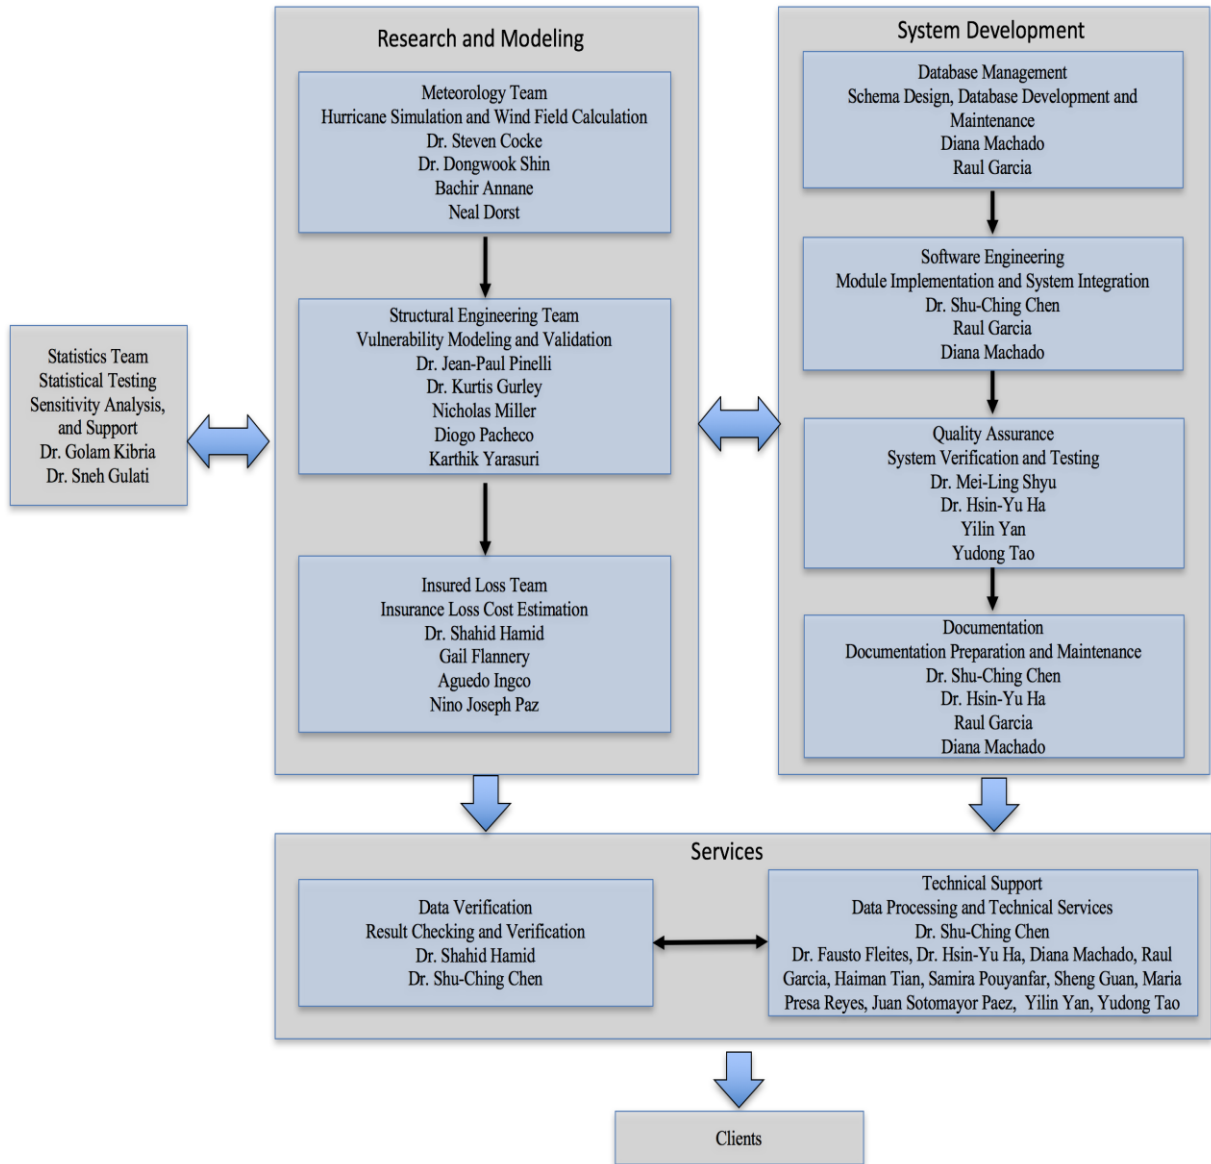 Research and Modeling
Meteorology Team
Hurricane Simulation and Wind Field Calculation
Dr. Steven Cocke
Dr. Dongwook Shin
Bachir Annane
Neal Dorst
Structural Engineering Team
Vulnerability Modeling and Validation
Dr. Jean-Paul Pinelli
Dr. Kurtis Gurley
Nicholas Miller
Diogo Pacheco
Karthik Yarasuri
Insured Loss Team
Insurance Loss Cost Estimation
Dr. Shahid Hamid
Gail Flannery
Aguedo Ingco
Nino Joseph Paz
System Development
Database Management
Schema Design, Database Development and
Maintenance
Diana Machado
Raul Garcia
Software Engineering
Module Implementation and System Integration
Dr. Shu-Ching Chen
Raul Garcia
Diana Machado
Quality Assurance
System Verification and Testing
Dr. Mei-Ling Shyu
Dr. Hsin-Yu Ha
Yilin Yan
Yudong Tao
Documentation
Documentation Preparation and Maintenance
Dr. Shu-Ching Chen
Dr. Hsin-Yu Ha
Raul Garcia
Diana Machado
Statistics Team
Statistical Testing
Sensitivity Analysis,
and Support
Dr. Golam Kibria
Dr. Sneh Gulati
Services
Data Verification
Result Checking and Verification
Dr. Shahid Hamid
Dr. Shu-Ching Chen
Technical Support
Data Processing and Technical Services
Dr. Shu-Ching Chen
Dr. Fausto Fleites, Dr. Hsin-Yu Ha, Diana Machado, Raul
Garcia, Haiman Tian, Samira Pouyanfar, Sheng Guan, Maria
Presa Reyes, Juan Sotomayor Paez, Yilin Yan, Yudong Tao
Clients